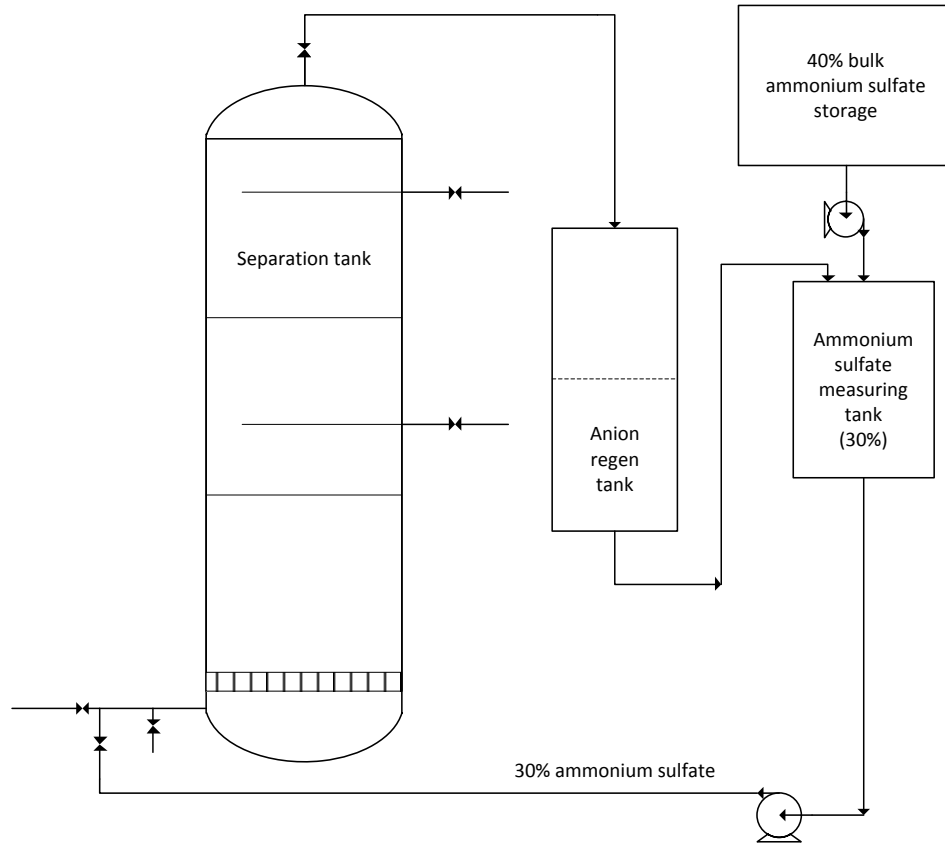 40% bulk
ammonium sulfate
storage
Separation tank
Ammonium
sulfate
measuring
tank
(30%)
Anion
regen
tank
30% ammonium sulfate